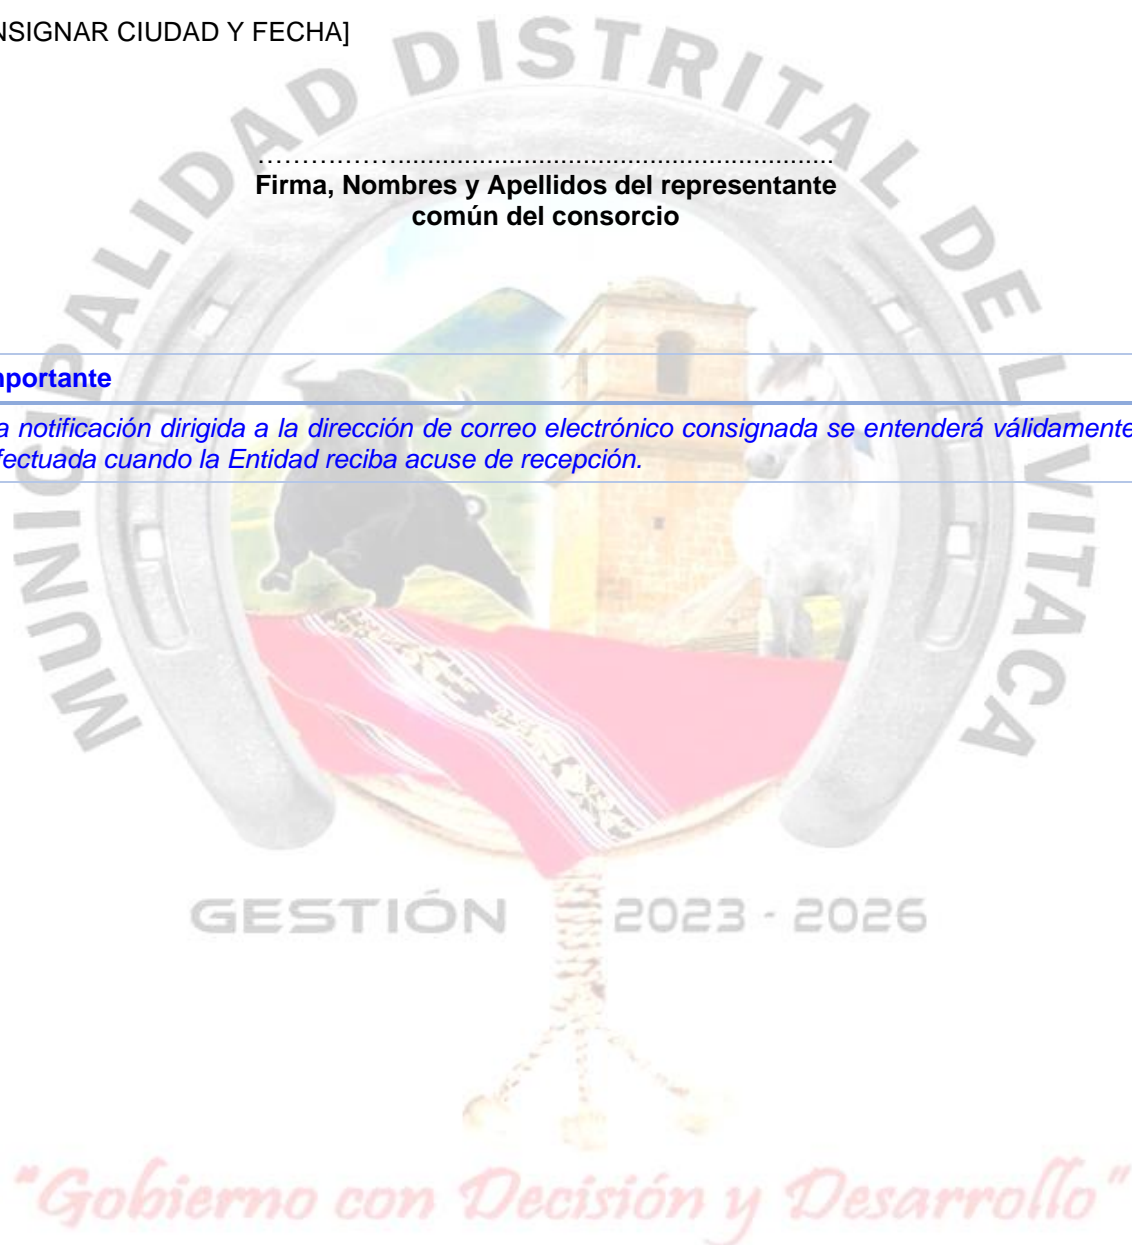 NSIGNAR CIUDAD Y FECHA]
MUNICIPALIDAD DISTRITAL DE LIVITACA
……….……..........................................................
Firma, Nombres y Apellidos del representante
común del consorcio
mportante
a notificación dirigida a la dirección de correo electrónico consignada se entenderá válidamente
fectuada cuando la Entidad reciba acuse de recepción.
GESTIÓN 2023 - 2026
"Gobierno con Decisión y Desarrollo"